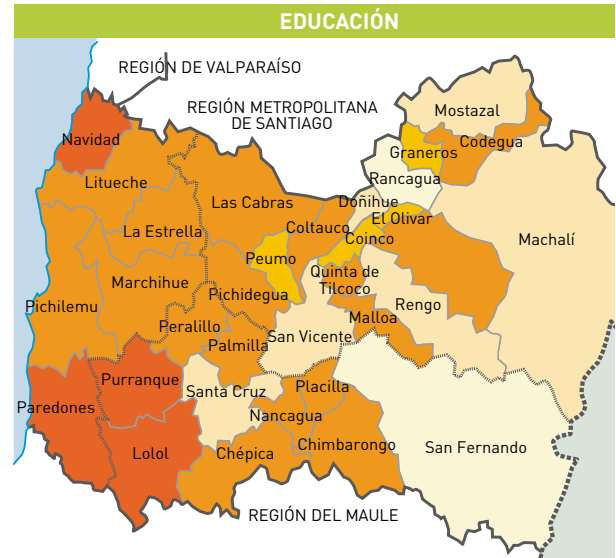 EDUCACIÓN
REGIÓN DE VALPARAÍSO
REGIÓN METROPOLITANA
DE SANTIAGO
Mostazal
Navidad
Codegua
Graneros
Rancagua
Litueche
Las Cabras
Doñihue
El Olivar
Coltauco
La Estrella
Coinco
Machalí
Peumo
Quinta de
Tilcoco
Marchihue
Pichidegua
Rengo
Pichilemu
Malloa
Peralillo
San Vicente
Palmilla
Purranque
Placilla
Santa Cruz
Paredones
Nancagua
Chimbarongo
San Fernando
Lolol
Chépica
REGIÓN DEL MAULE